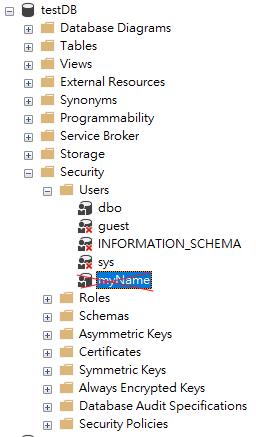 testDB
Database Diagrams
Tables
Views
External Resources
Synonyms
Programmability
Service Broker
Storage
Security
Users
dbo
guest
INFORMATION_SCHEMA
sys
myName
Roles
Schemas
Asymmetric Keys
Certificates
Symmetric Keys
Always Encrypted Keys
Database Audit Specifications
Security Policies